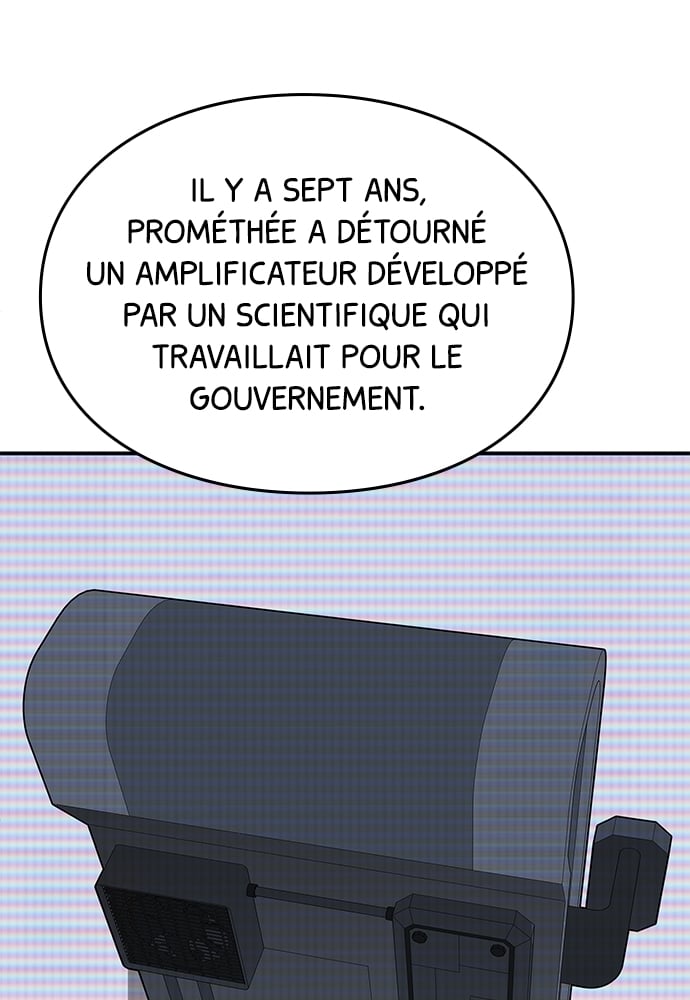 IL Y A SEPT ANS,
PROMÉTHÉE A DÉTOURNÉ
UN AMPLIFICATEUR DÉVELOPPÉ
PAR UN SCIENTIFIQUE QUI
TRAVAILLAIT POUR LE
GOUVERNEMENT.